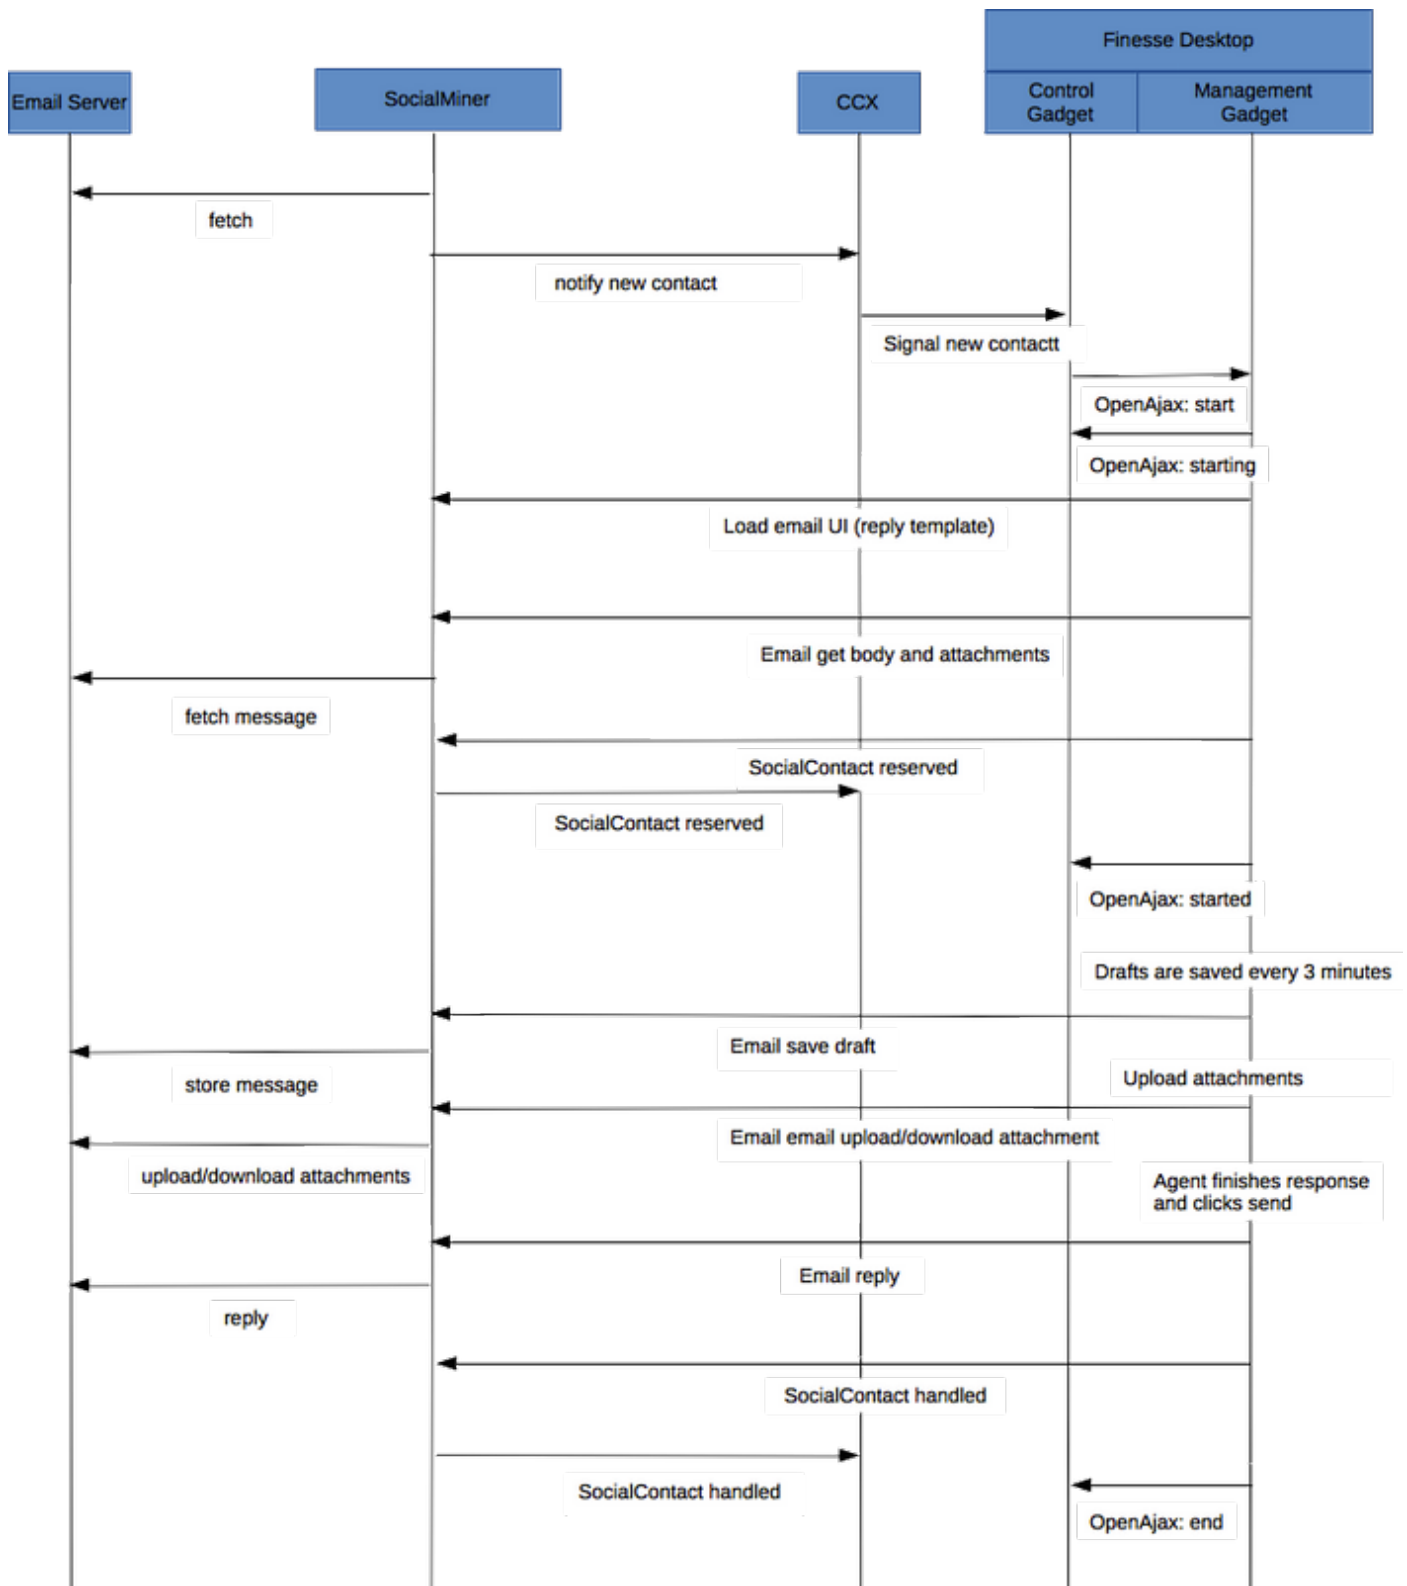 Finesse Desktop
Email Server
SocialMiner
CCX
Control
Gadget
Management
Gadget
fetch
notify new contact
Signal new contactt
OpenAjax: start
OpenAjax: starting
Load email UI (reply template)
Email get body and attachments
fetch message
SocialContact reserved
SocialContact reserved
OpenAjax: started
Drafts are saved every 3 minutes
Email save draft
store message
Upload attachments
Email email upload/download attachment
upload/download attachments
Agent finishes response
and clicks send
Email reply
reply
SocialContact handled
SocialContact handled
OpenAjax: end